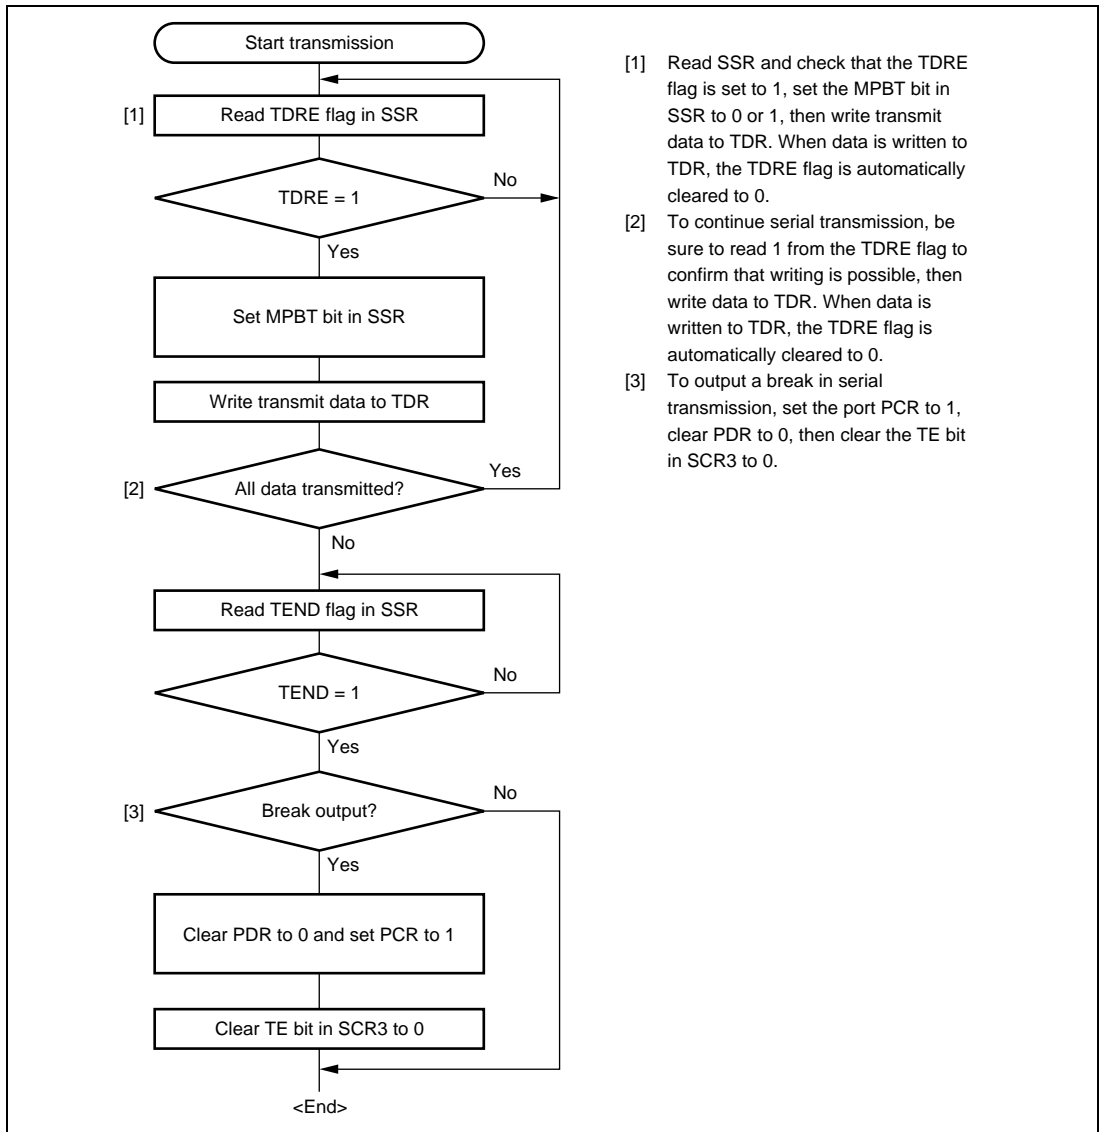 Start transmission
[1] Read TDRE flag in SSR
TDRE = 1
No
Yes
Set MPBT bit in SSR
Write transmit data to TDR
[2] All data transmitted?
Yes
No
Read TEND flag in SSR
TEND = 1
No
Yes
[3] Break output?
No
Yes
Clear PDR to 0 and set PCR to 1
Clear TE bit in SCR3 to 0
<End>
[1] Read SSR and check that the TDRE
flag is set to 1, set the MPBT bit in
SSR to 0 or 1, then write transmit
data to TDR. When data is written to
TDR, the TDRE flag is automatically
cleared to 0.
[2] To continue serial transmission, be
sure to read 1 from the TDRE flag to
confirm that writing is possible, then
write data to TDR. When data is
written to TDR, the TDRE flag is
automatically cleared to 0.
[3] To output a break in serial
transmission, set the port PCR to 1,
clear PDR to 0, then clear the TE bit
in SCR3 to 0.